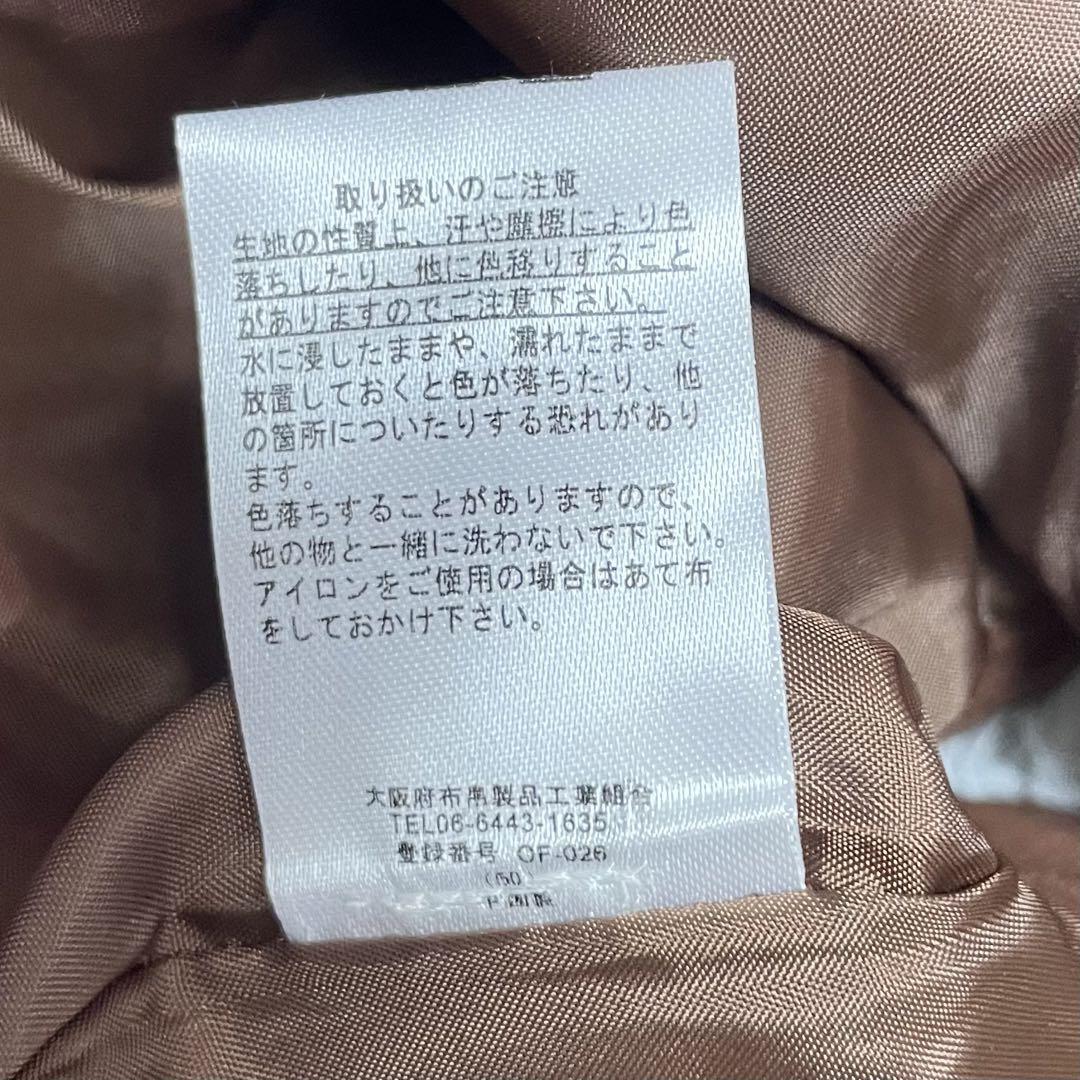 取り扱いのご注意
生地の性質上、汗や摩擦により色
落ちしたり、他に色移りすること
がありますのでご注意下さい。
水に浸したままや、濡れたままで
放置しておくと色が落ちたり、他
の箇所についたりする恐れがあり
ます。
色落ちすることがありますので、
他の物と一緒に洗わないで下さい。
アイロンをご使用の場合はあて布
をしておかけ下さい。
大阪府布帛製品工業組合
TEL06-6443-1635
登録番号 OF-026